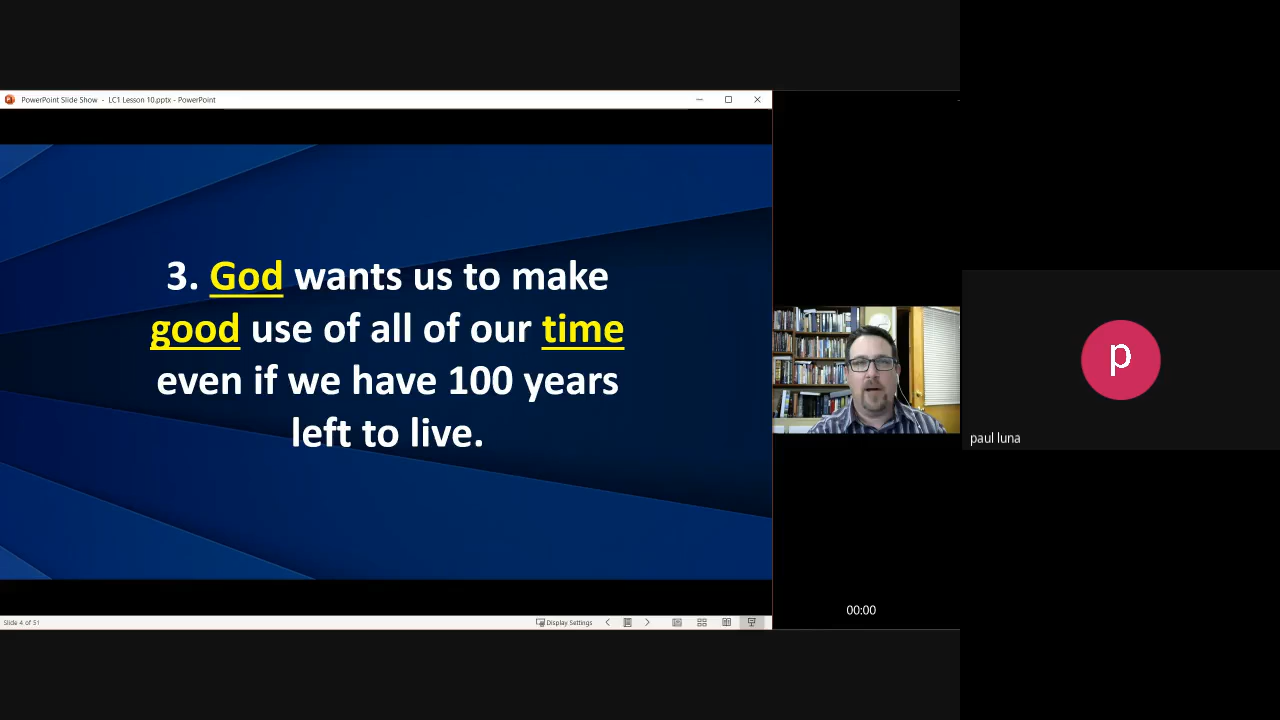 PowerPoint Slide Show - LC1 Lesson 10.pptx - PowerPoint
3. God wants us to make
good use of all of our time
even if we have 100 years
left to live.
p
paul luna
00:00
Slide 4 of 51
Display Settings